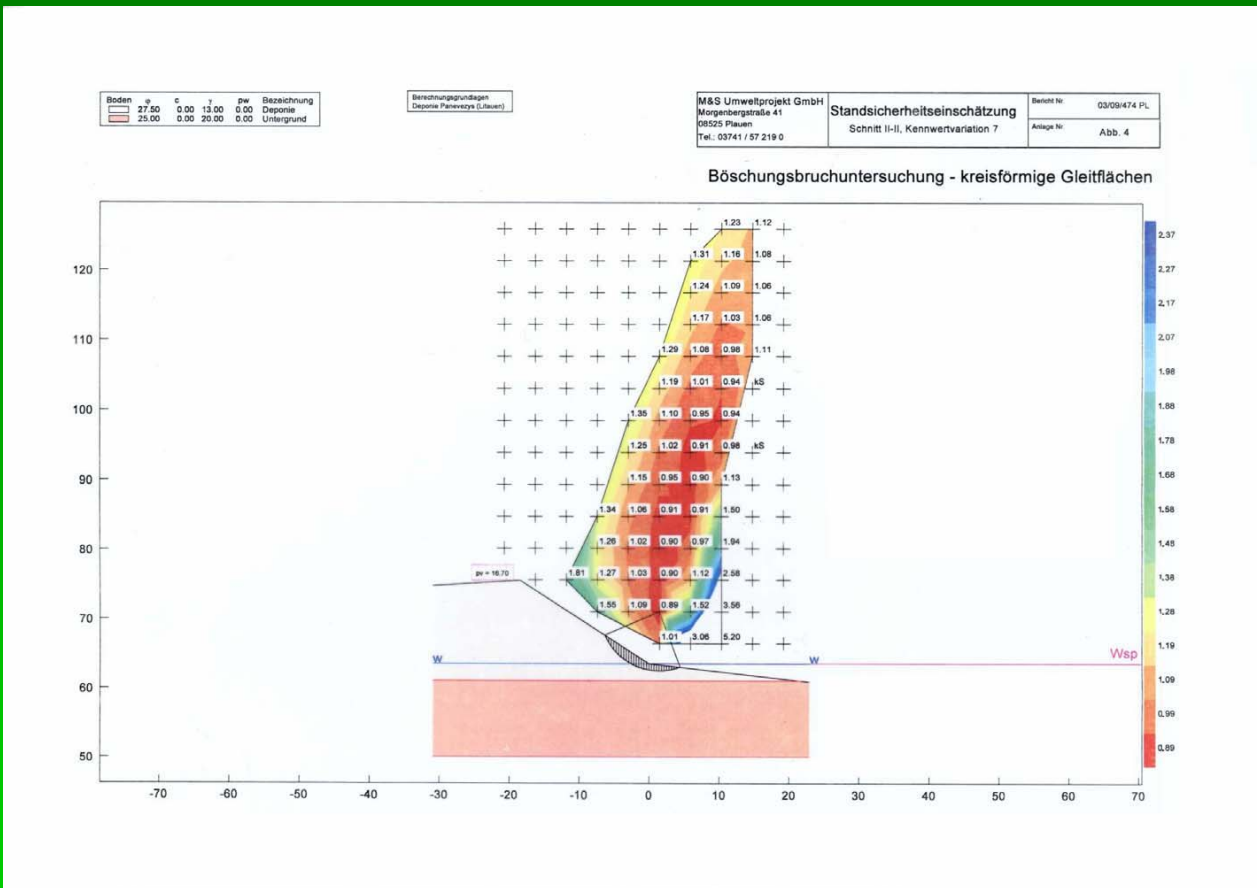 Boden φ c γ pw Bezeichnung
27.50 0.00 13.00 0.00 Deponie
25.00 0.00 20.00 0.00 Untergrund
Berechnungsgrundlagen
Deponie Panevezys (Litauen)
M&S Umweltprojekt GmbH
Morgenbergstraße 41
08525 Plauen
Tel.: 03741 / 57 219 0
Standsicherheitseinschätzung
Schnitt II-II, Kennwertvariation 7
Bericht Nr. 03/09/474 PL
Anlage Nr. Abb. 4
Böschungsbruchuntersuchung - kreisförmige Gleitflächen
1.23 1.12
1.31 1.16 1.08
1.24 1.09 1.06
1.17 1.03 1.06
1.29 1.08 0.98 1.11
1.19 1.01 0.94 kS
1.35 1.10 0.95 0.94
1.25 1.02 0.91 0.98 kS
1.15 0.95 0.90 1.13
1.34 1.06 0.91 0.91 1.50
1.26 1.02 0.90 0.97 1.94
pv = 16.70 1.81 1.27 1.03 0.90 1.12 2.58
1.55 1.09 0.89 1.52 3.56
1.01 3.06 5.20
W W Wsp
120
110
100
90
80
70
60
50
-70 -60 -50 -40 -30 -20 -10 0 10 20 30 40 50 60 70
2,37
2,27
2,17
2,07
1,98
1,88
1,78
1,68
1,58
1,48
1,38
1,28
1,19
1,09
0,99
0,89